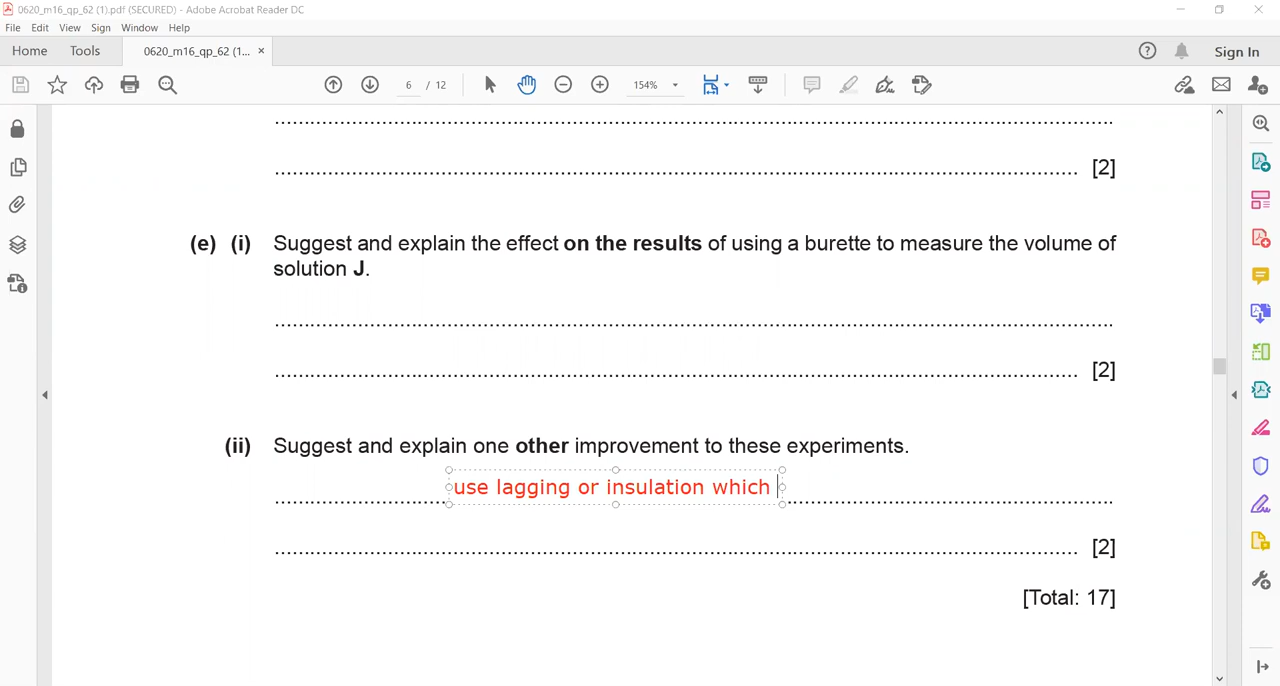 0620_m16_qp_62 (1).pdf (SECURED) - Adobe Acrobat Reader DC
File Edit View Sign Window Help
Home Tools 0620_m16_qp_62 (1... × Sign In
6 / 12 154%
[2]
(e) (i) Suggest and explain the effect on the results of using a burette to measure the volume of
solution J.
[2]
(ii) Suggest and explain one other improvement to these experiments.
use lagging or insulation which
[2]
[Total: 17]